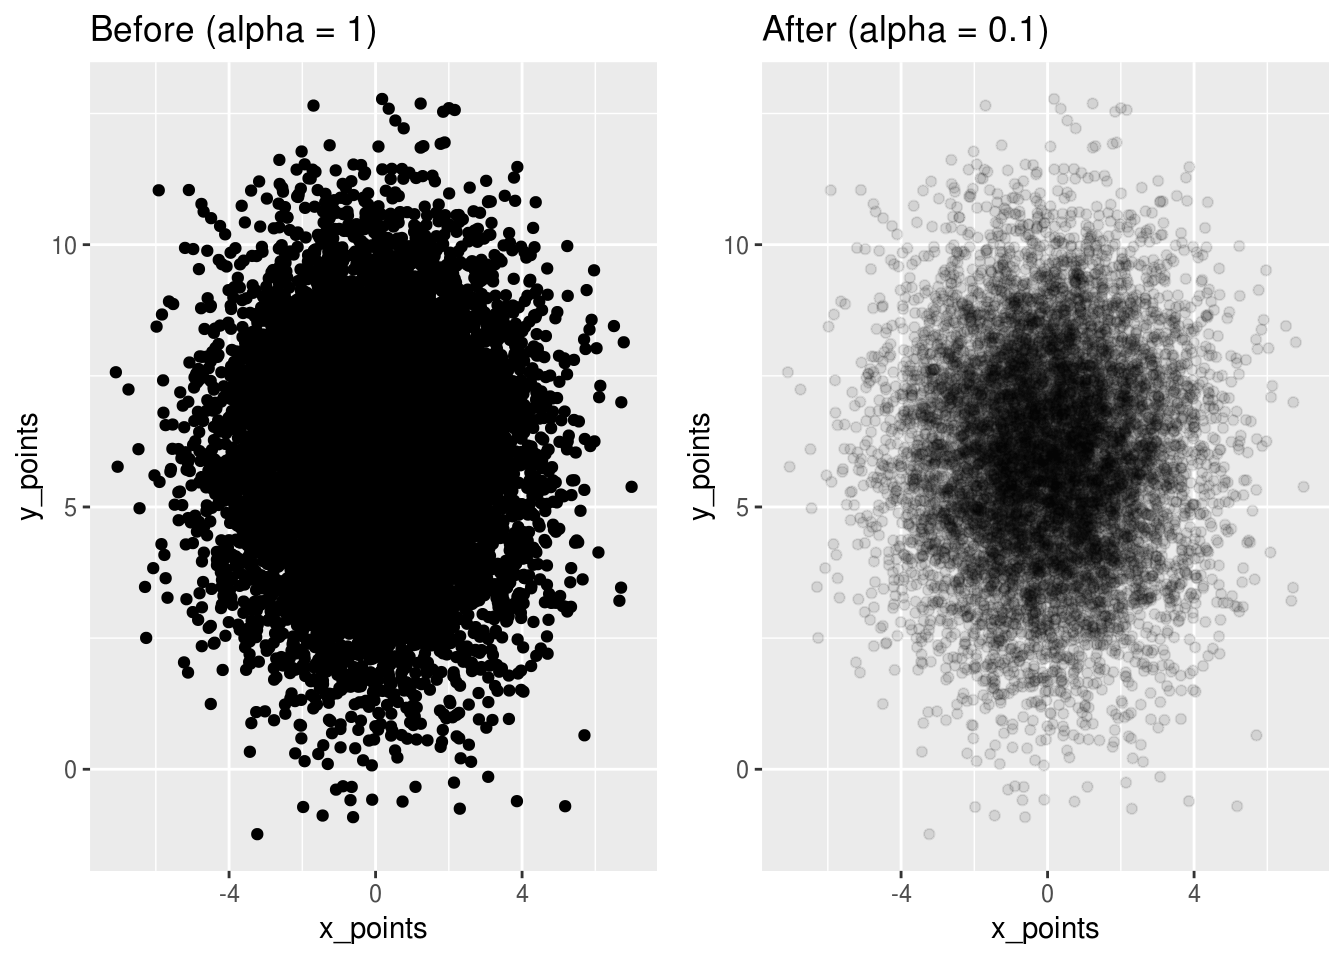 Before (alpha = 1)
After (alpha = 0.1)
10
5
0
y_points
-4
0
4
x_points
10
5
0
y_points
-4
0
4
x_points